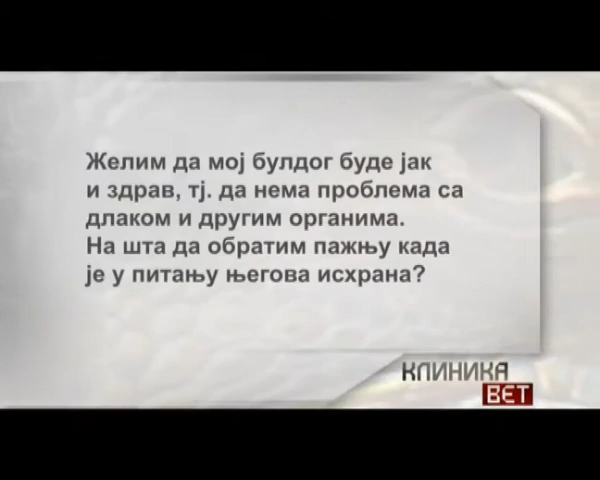 Желим да мој булдог буде јак
и здрав, тј. да нема проблема са
длаком и другим органима.
На шта да обратим пажњу када
је у питању његова исхрана?
КЛИНИКА
ВЕТ